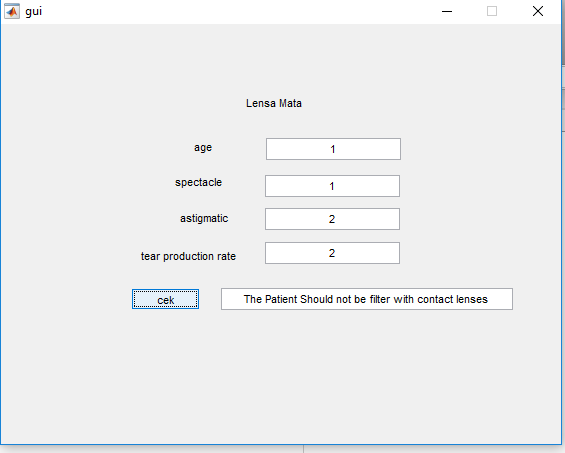 gui
Lensa Mata
age 1
spectacle 1
astigmatic 2
tear production rate 2
cek The Patient Should not be filter with contact lenses